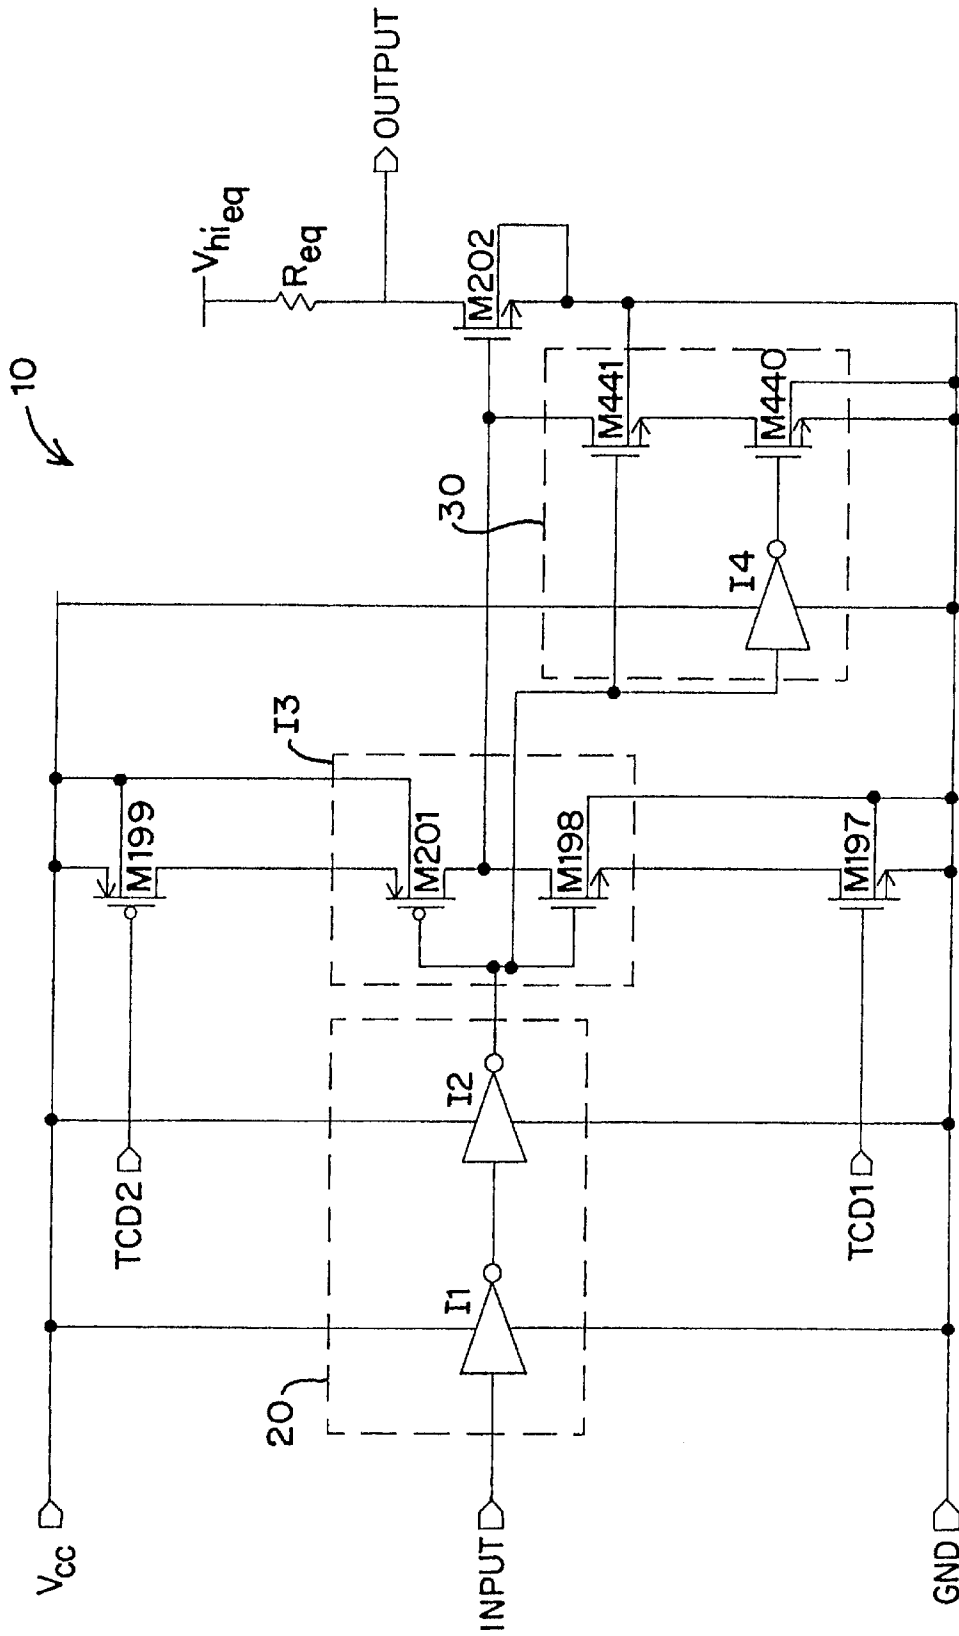 10
Vcc
TCD2
INPUT
GND
20
I1
I2
TCD1
M199
I3
M201
M198
M197
30
I4
M441
M440
Vhieq
Req
M202
OUTPUT